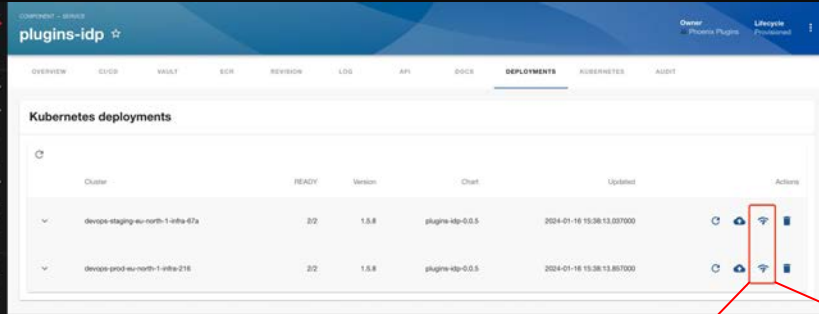 COMPONENT — SERVICE
plugins-idp
Owner
Phoenix Plugins
Lifecycle
Provisioned
OVERVIEW CI/CD VAULT ECR REVISION LOG API DOCS DEPLOYMENTS KUBERNETES AUDIT
Kubernetes deployments
Cluster READY Version Chart Updated Actions
devops-staging-eu-north-1-infra-67a 2/2 1.5.8 plugins-idp-0.0.5 2024-01-16 15:38:13.037000
devops-prod-eu-north-1-infra-216 2/2 1.5.8 plugins-idp-0.0.5 2024-01-16 15:38:13.857000